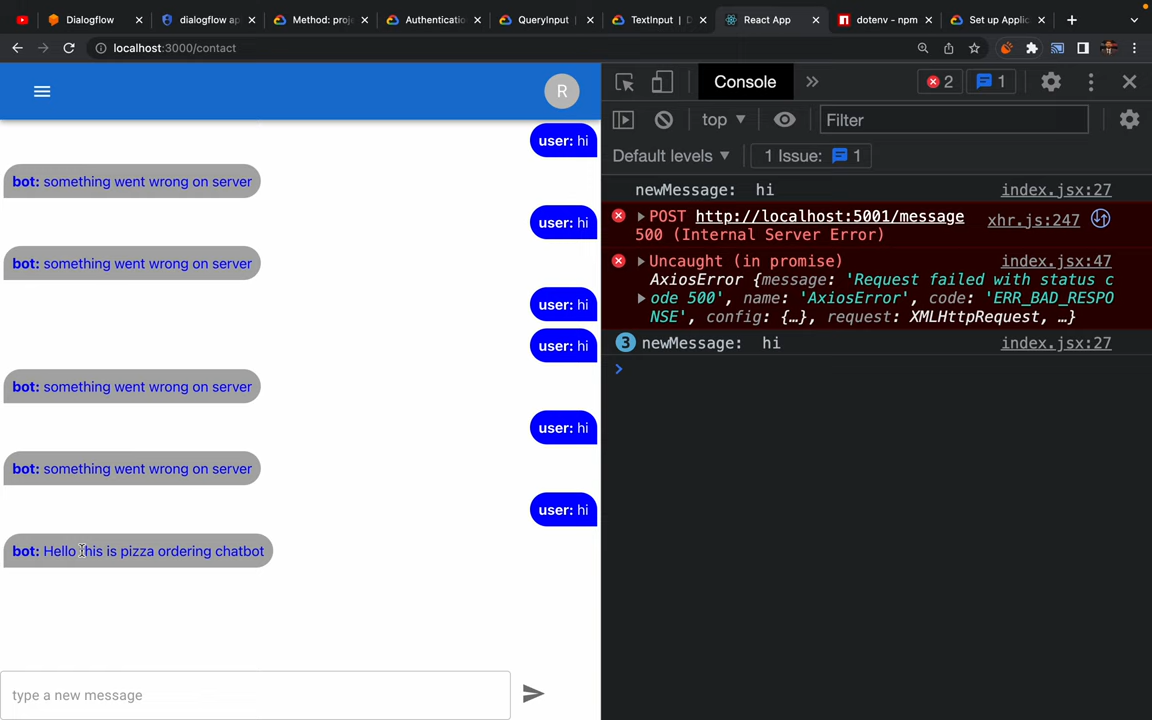 Dialogflow
dialogflow ap
Method: proje
Authenticatio
QueryInput
TextInput | D
React App
dotenv - npm
Set up Applic
localhost:3000/contact
R
user: hi
bot: something went wrong on server
user: hi
bot: something went wrong on server
user: hi
user: hi
bot: something went wrong on server
user: hi
bot: something went wrong on server
user: hi
bot: Hello this is pizza ordering chatbot
type a new message
Console
2
1
top
Filter
Default levels
1 Issue: 1
newMessage: hi index.jsx:27
POST http://localhost:5001/message xhr.js:247
500 (Internal Server Error)
Uncaught (in promise) index.jsx:47
AxiosError {message: 'Request failed with status c
ode 500', name: 'AxiosError', code: 'ERR_BAD_RESPO
NSE', config: {…}, request: XMLHttpRequest, …}
3 newMessage: hi index.jsx:27